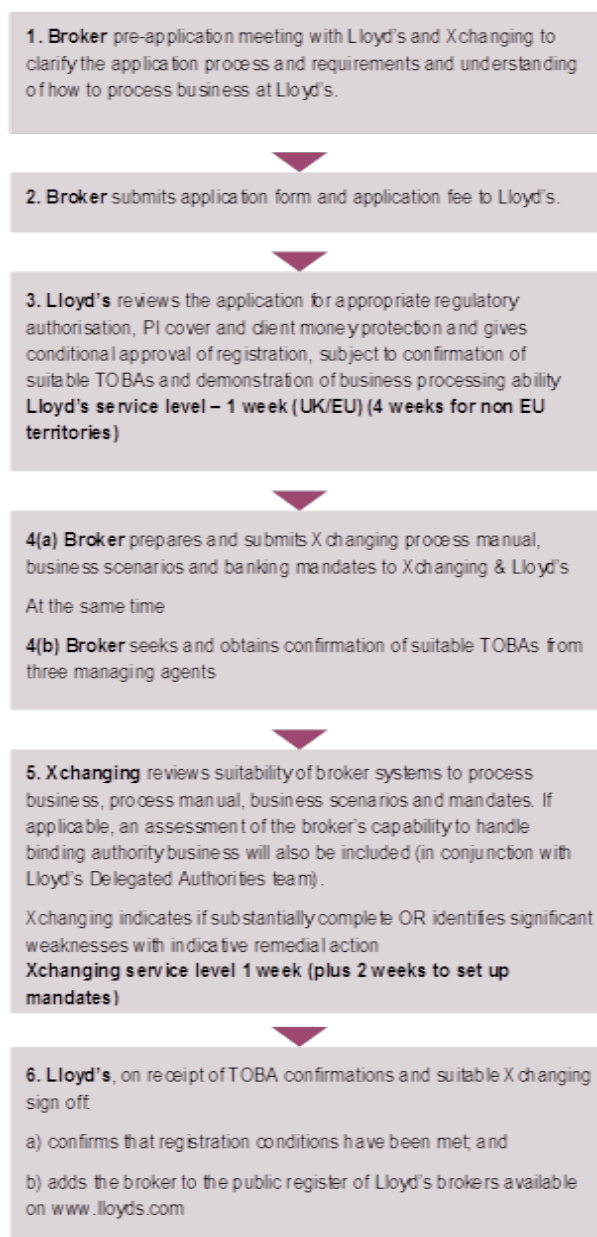 1. Broker pre-application meeting with Lloyd's and Xchanging to
clarify the application process and requirements and understanding
of how to process business at Lloyd's.
2. Broker submits application form and application fee to Lloyd's.
3. Lloyd's reviews the application for appropriate regulatory
authorisation, PI cover and client money protection and gives
conditional approval of registration, subject to confirmation of
suitable TOBAs and demonstration of business processing ability
Lloyd's service level – 1 week (UK/EU) (4 weeks for non EU
territories)
4(a) Broker prepares and submits Xchanging process manual,
business scenarios and banking mandates to Xchanging & Lloyd's
At the same time
4(b) Broker seeks and obtains confirmation of suitable TOBAs from
three managing agents
5. Xchanging reviews suitability of broker systems to process
business, process manual, business scenarios and mandates. If
applicable, an assessment of the broker's capability to handle
binding authority business will also be included (in conjunction with
Lloyd's Delegated Authorities team).
Xchanging indicates if substantially complete OR identifies significant
weaknesses with indicative remedial action
Xchanging service level 1 week (plus 2 weeks to set up
mandates)
6. Lloyd's, on receipt of TOBA confirmations and suitable Xchanging
sign off:
a) confirms that registration conditions have been met; and
b) adds the broker to the public register of Lloyd's brokers available
on www.lloyds.com